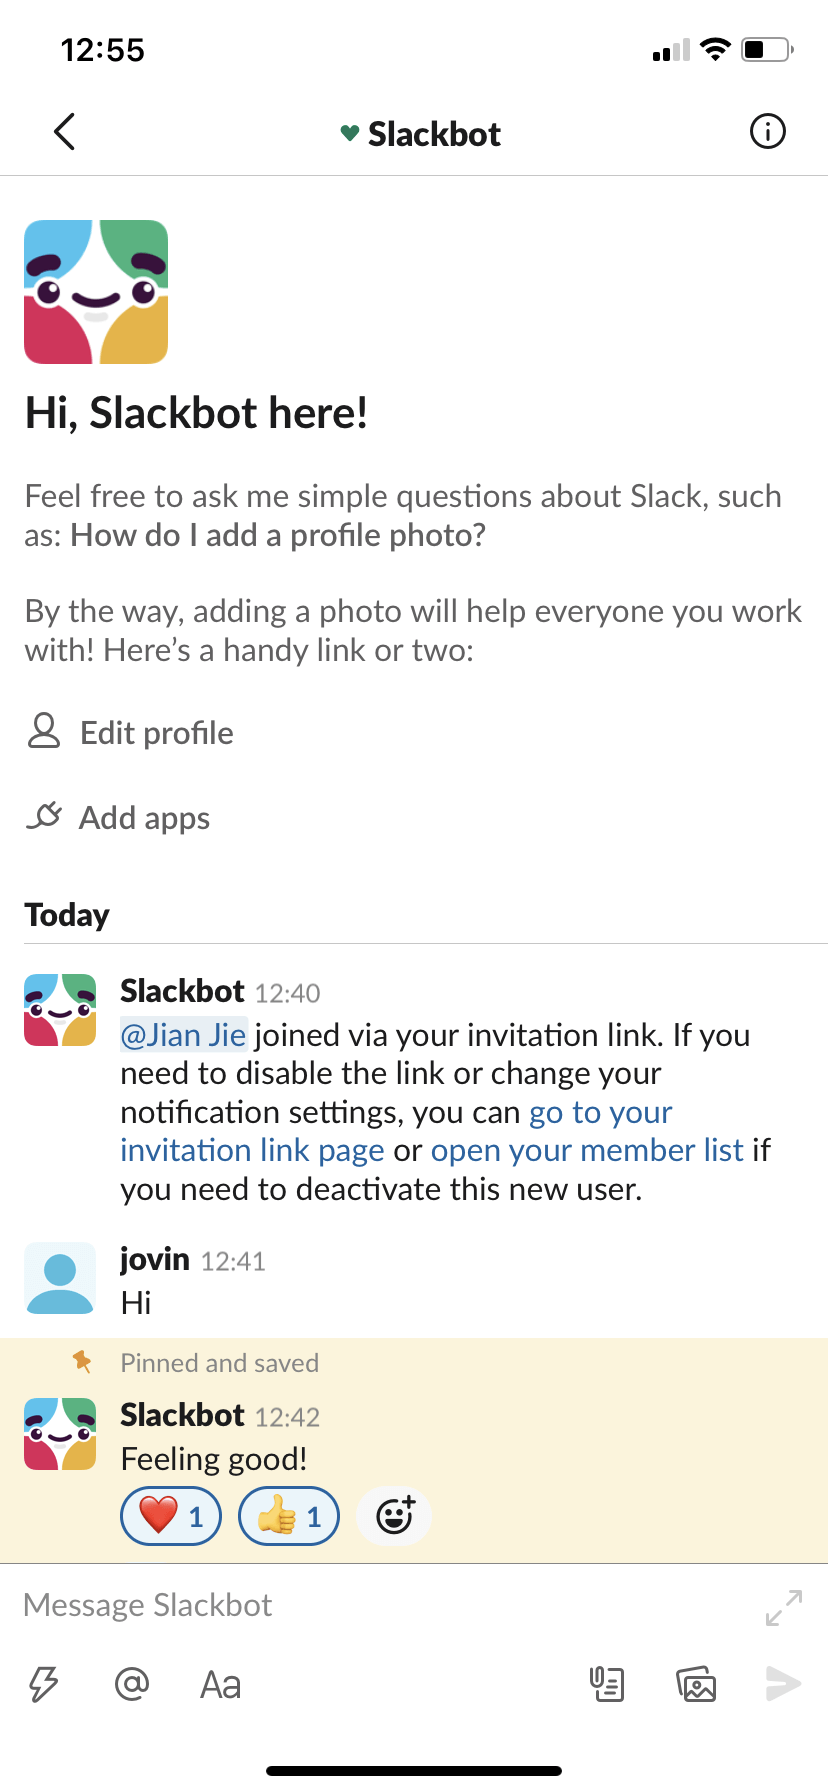 12:55
Slackbot
Hi, Slackbot here!
Feel free to ask me simple questions about Slack, such
as: How do I add a profile photo?
By the way, adding a photo will help everyone you work
with! Here’s a handy link or two:
Edit profile
Add apps
Today
Slackbot 12:40
@Jian Jie joined via your invitation link. If you
need to disable the link or change your
notification settings, you can go to your
invitation link page or open your member list if
you need to deactivate this new user.
jovin 12:41
Hi
Pinned and saved
Slackbot 12:42
Feeling good!
1 1
Message Slackbot
@ Aa